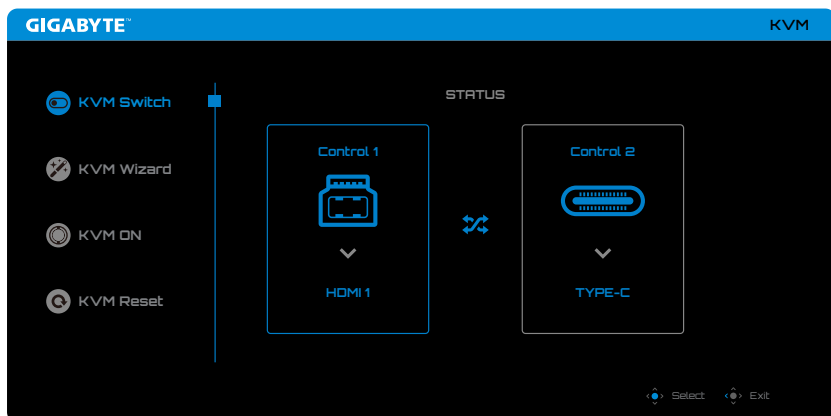 GIGABYTE™
KVM
KVM Switch
KVM Wizard
KVM ON
KVM Reset
STATUS
Control 1
HDMI 1
Control 2
TYPE-C
Select
Exit